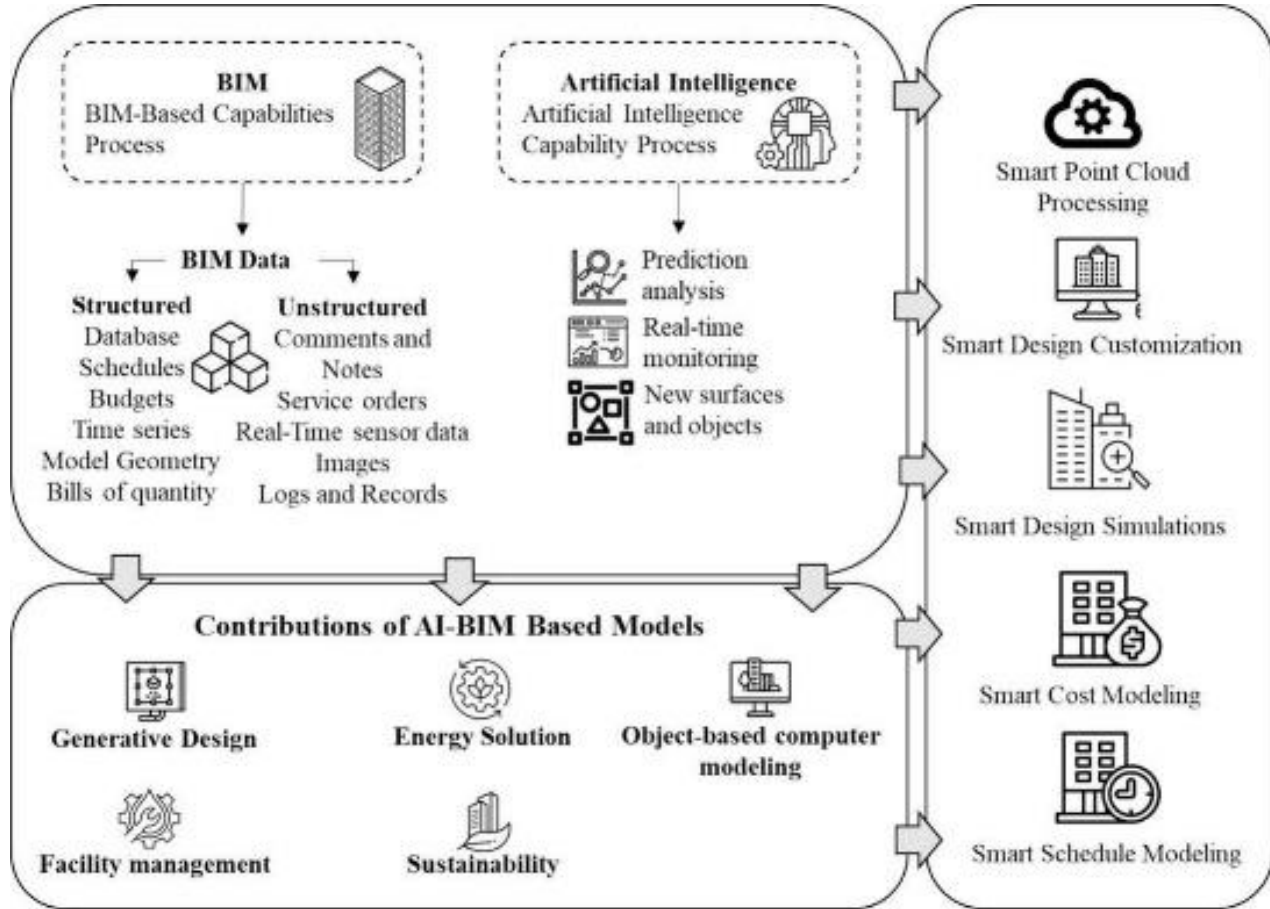 BIM
BIM-Based Capabilities
Process
Artificial Intelligence
Artificial Intelligence
Capability Process
BIM Data
Structured
Database
Schedules
Budgets
Time series
Model Geometry
Bills of quantity
Unstructured
Comments and
Notes
Service orders
Real-Time sensor data
Images
Logs and Records
Prediction
analysis
Real-time
monitoring
New surfaces
and objects
Contributions of AI-BIM Based Models
Generative Design
Energy Solution
Object-based computer
modeling
Facility management
Sustainability
Smart Point Cloud
Processing
Smart Design Customization
Smart Design Simulations
Smart Cost Modeling
Smart Schedule Modeling